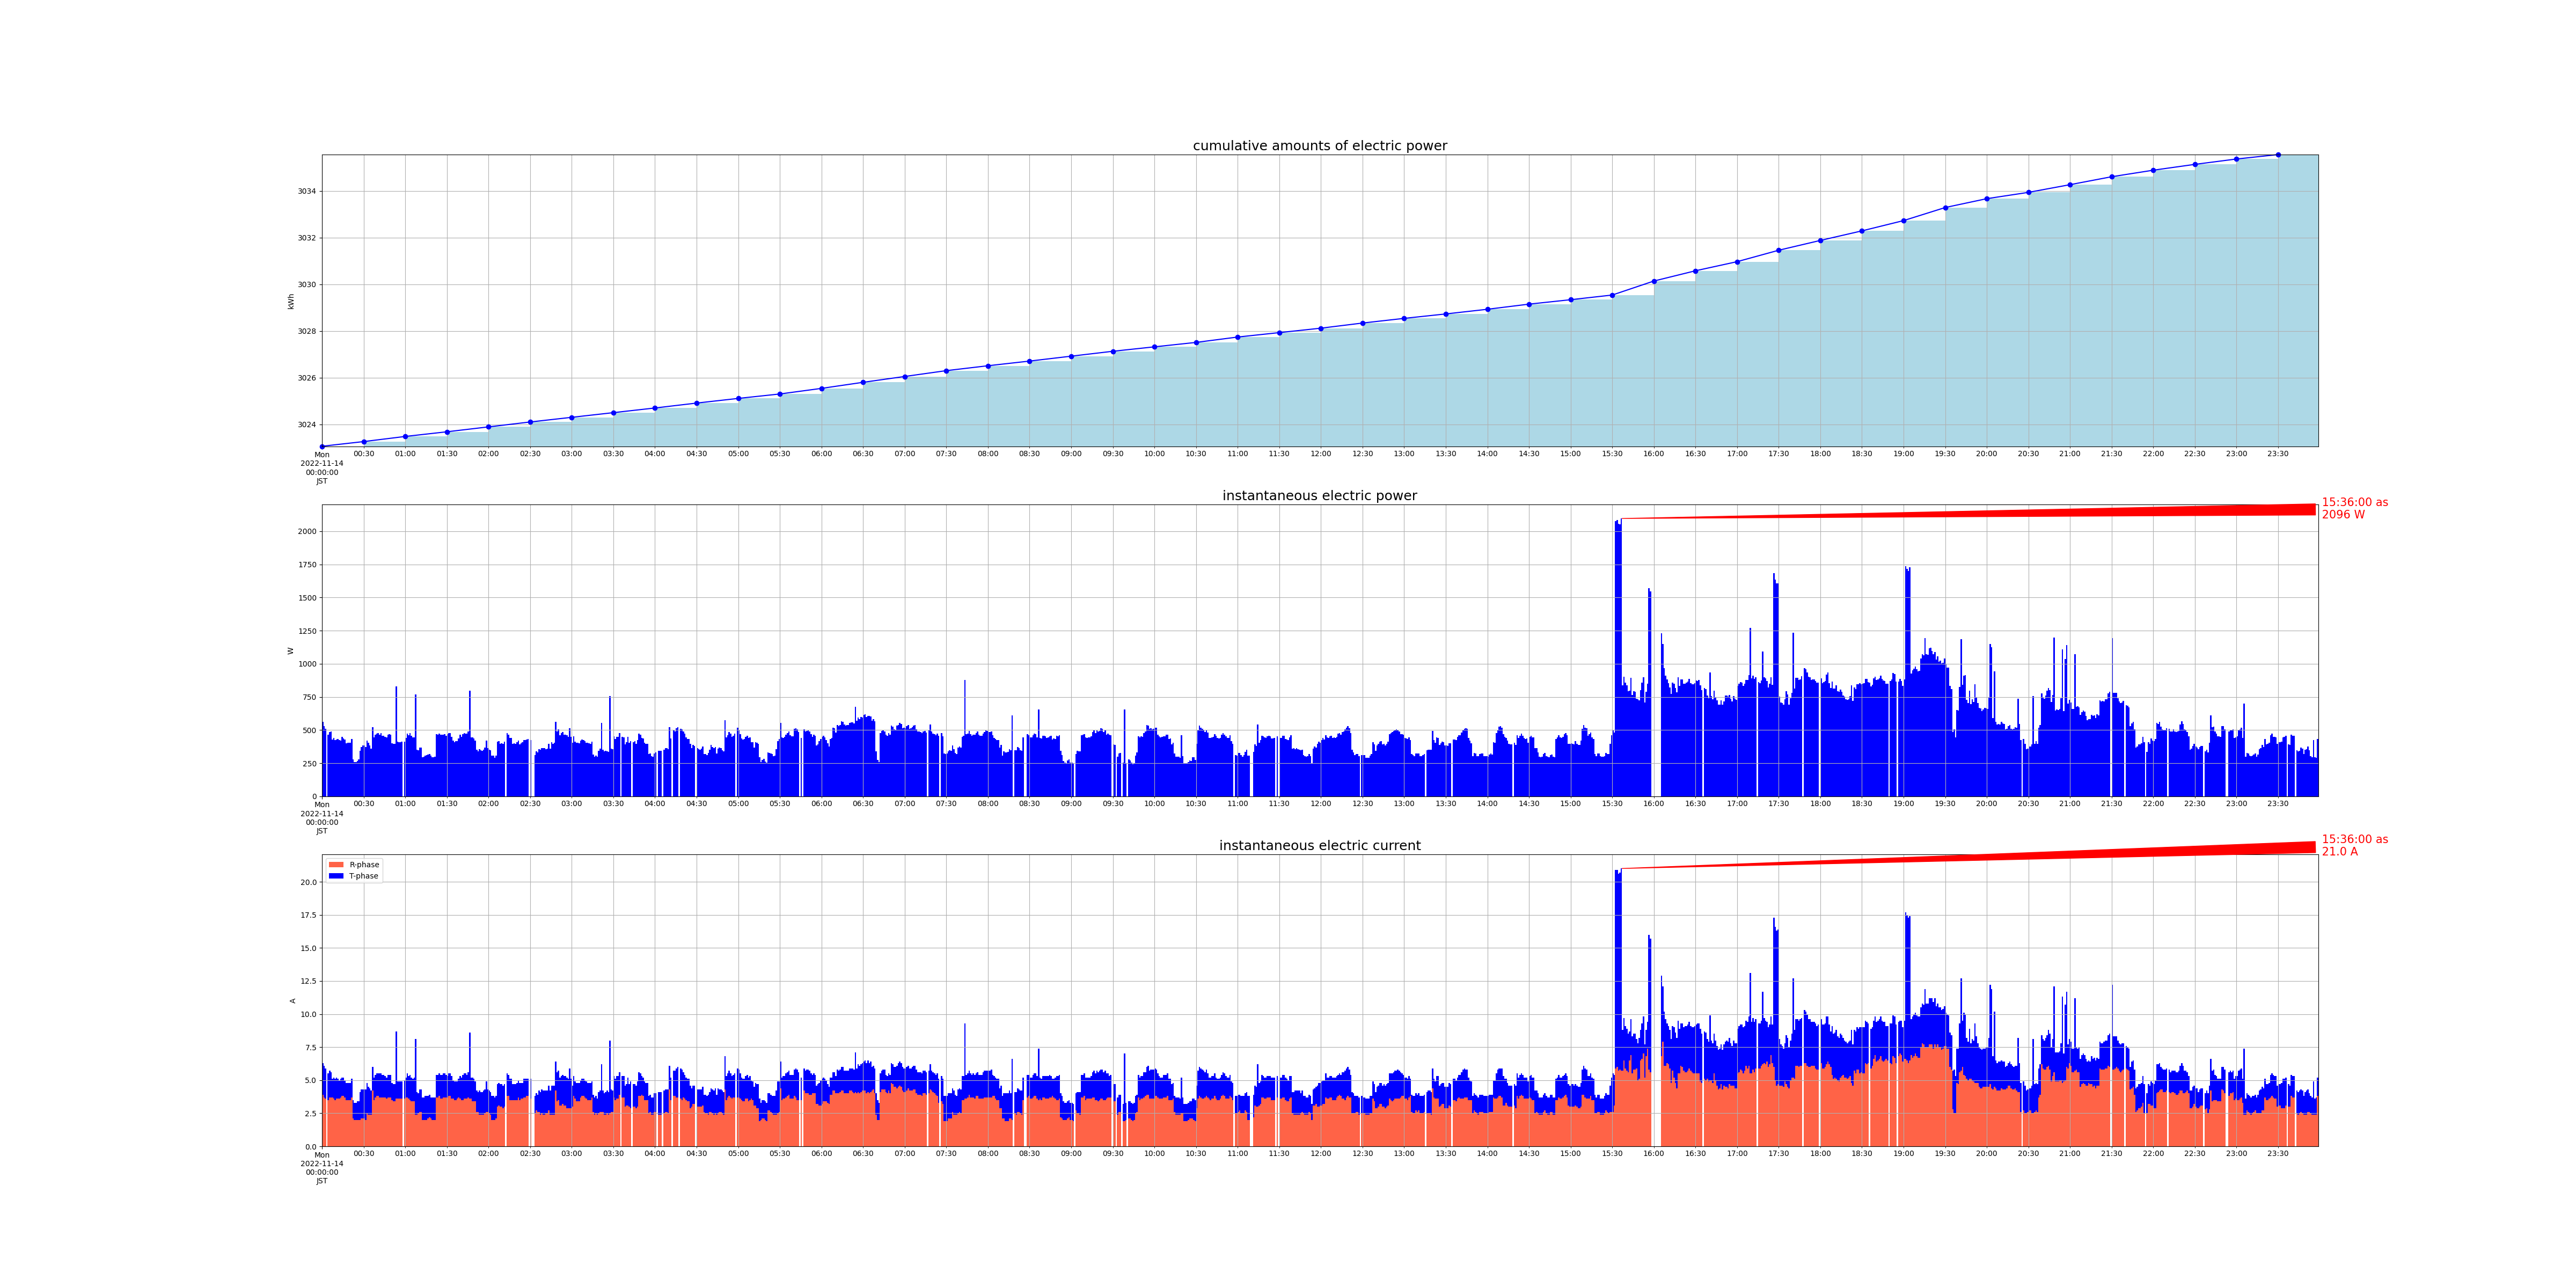 cumulative amounts of electric power
3034
3032
3030
3028
3026
3024
kWh
00:30 01:00 01:30 02:00 02:30 03:00 03:30 04:00 04:30 05:00 05:30 06:00 06:30 07:00 07:30 08:00 08:30 09:00 09:30 10:00 10:30 11:00 11:30 12:00 12:30 13:00 13:30 14:00 14:30 15:00 15:30 16:00 16:30 17:00 17:30 18:00 18:30 19:00 19:30 20:00 20:30 21:00 21:30 22:00 22:30 23:00 23:30
Mon
2022-11-14
00:00:00
JST
instantaneous electric power
15:36:00 as
2096 W
2000
1750
1500
1250
1000
750
500
250
0
W
00:30 01:00 01:30 02:00 02:30 03:00 03:30 04:00 04:30 05:00 05:30 06:00 06:30 07:00 07:30 08:00 08:30 09:00 09:30 10:00 10:30 11:00 11:30 12:00 12:30 13:00 13:30 14:00 14:30 15:00 15:30 16:00 16:30 17:00 17:30 18:00 18:30 19:00 19:30 20:00 20:30 21:00 21:30 22:00 22:30 23:00 23:30
Mon
2022-11-14
00:00:00
JST
instantaneous electric current
15:36:00 as
21.0 A
R-phase
T-phase
20.0
17.5
15.0
12.5
10.0
7.5
5.0
2.5
0.0
A
00:30 01:00 01:30 02:00 02:30 03:00 03:30 04:00 04:30 05:00 05:30 06:00 06:30 07:00 07:30 08:00 08:30 09:00 09:30 10:00 10:30 11:00 11:30 12:00 12:30 13:00 13:30 14:00 14:30 15:00 15:30 16:00 16:30 17:00 17:30 18:00 18:30 19:00 19:30 20:00 20:30 21:00 21:30 22:00 22:30 23:00 23:30
Mon
2022-11-14
00:00:00
JST